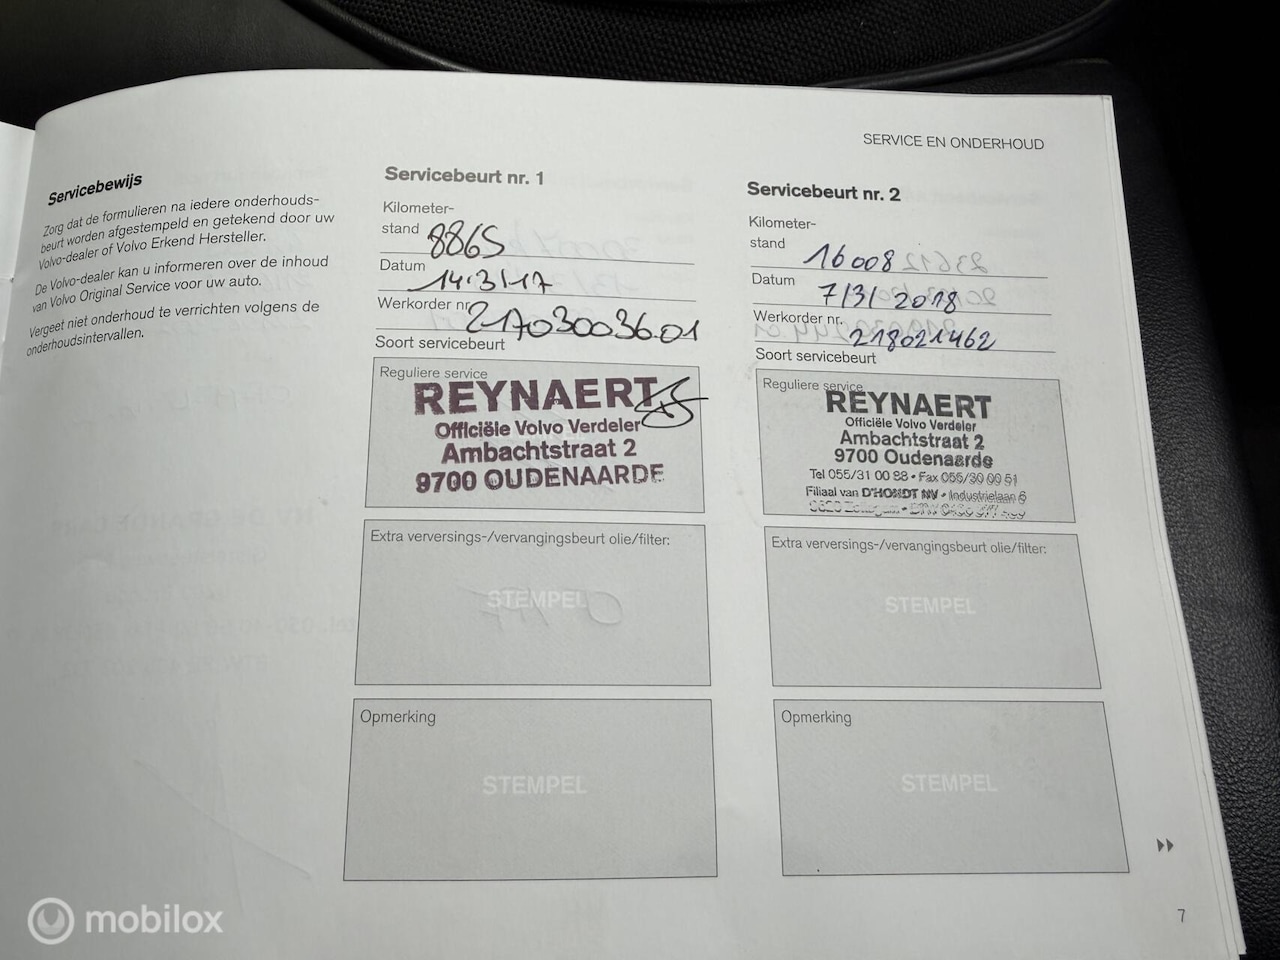 SERVICE EN ONDERHOUD
Servicebewijs
Zorg dat de formulieren na iedere onderhouds-
beurt worden afgestempeld en getekend door uw
Volvo-dealer of Volvo Erkend Hersteller.
De Volvo-dealer kan u informeren over de inhoud
van Volvo Original Service voor uw auto.
Vergeet niet onderhoud te verrichten volgens de
onderhoudsintervallen.
Servicebeurt nr. 1
Kilometer-
stand 8865
Datum 14.3.17
Werkorder nr. 217030036.01
Soort servicebeurt
Reguliere service
REYNAERT
Officiële Volvo Verdeler
Ambachtstraat 2
9700 OUDENAARDE
Extra verversings-/vervangingsbeurt olie/filter:
STEMPEL
Opmerking
STEMPEL
Servicebeurt nr. 2
Kilometer-
stand 16008
Datum 7/3/2018
Werkorder nr. 218021462
Soort servicebeurt
Reguliere service
REYNAERT
Officiële Volvo Verdeler
Ambachtstraat 2
9700 Oudenaarde
Tel 055/31 00 88 • Fax 055/30 00 51
Filiaal van D'HONDT NV • Industrielaan 6
Extra verversings-/vervangingsbeurt olie/filter:
STEMPEL
Opmerking
STEMPEL
7
mobilox